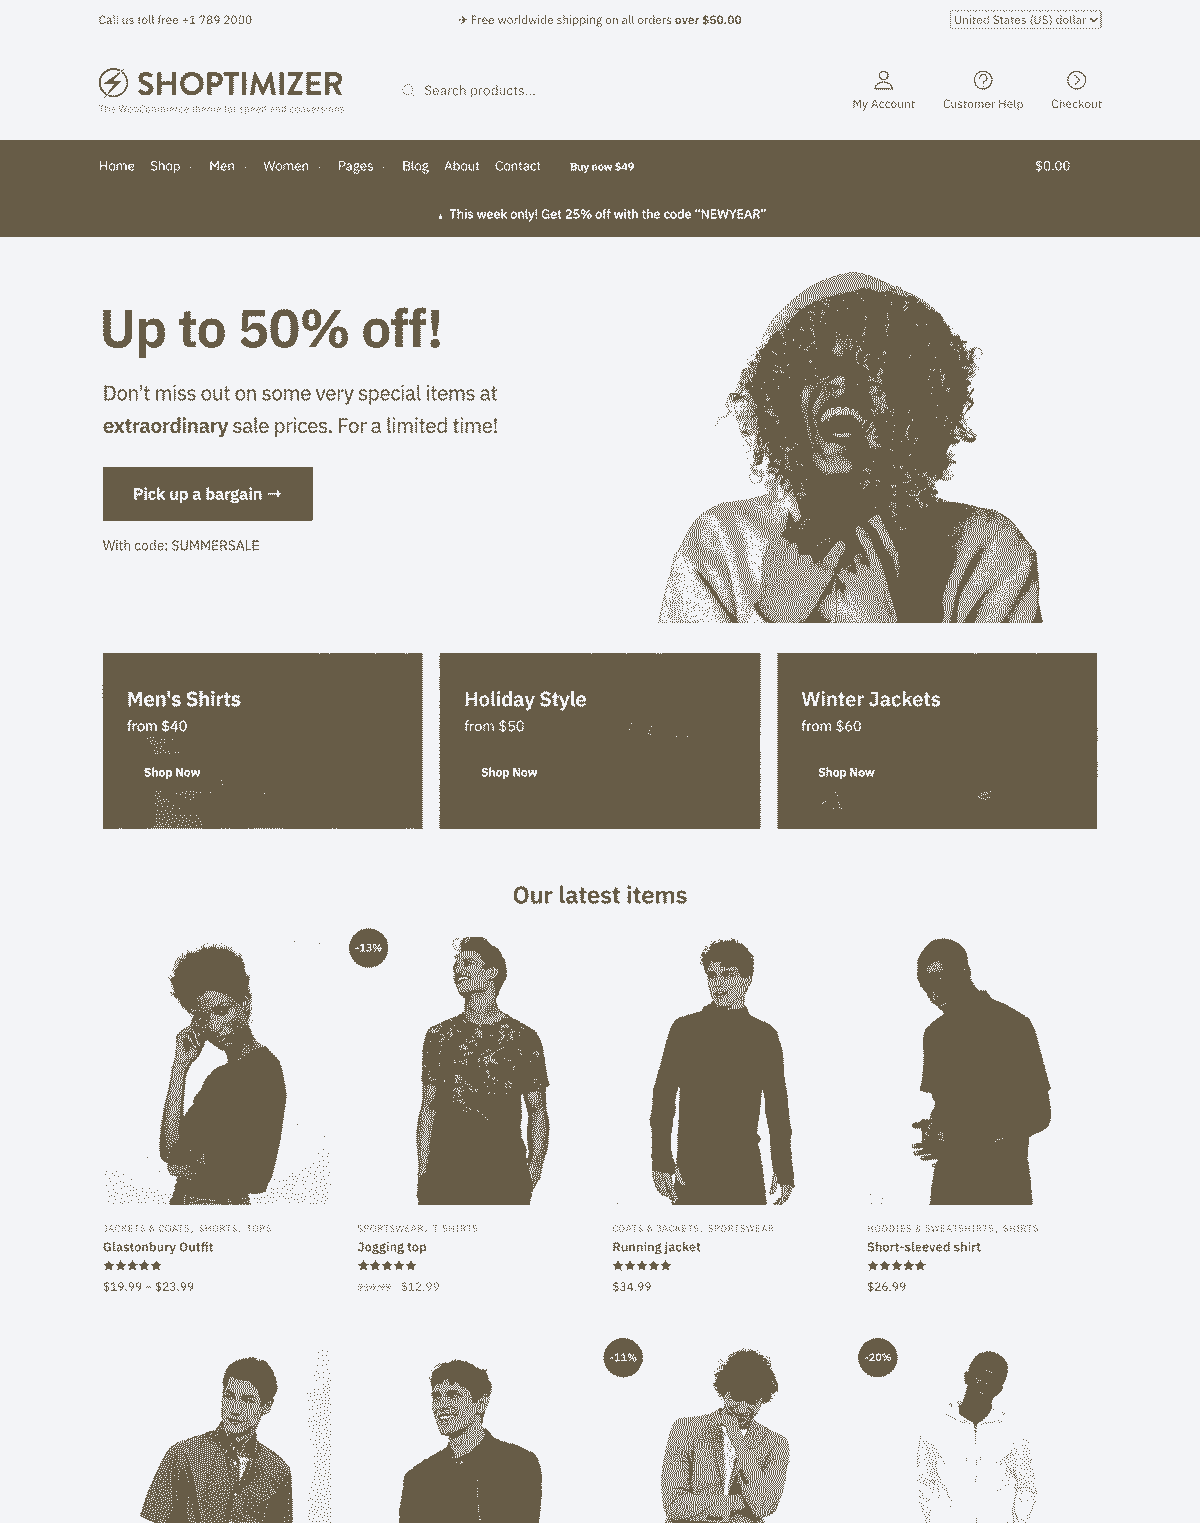 Call us toll free +1 789 2000
✈ Free worldwide shipping on all orders over $50.00
United States (US) dollar
SHOPTIMIZER
The WooCommerce theme for speed and conversions
Search products...
My Account
Customer Help
Checkout
Home Shop Men Women Pages Blog About Contact Buy now $49
$0.00
This week only! Get 25% off with the code "NEWYEAR"
Up to 50% off!
Don't miss out on some very special items at
extraordinary sale prices. For a limited time!
Pick up a bargain →
With code: SUMMERSALE
Men's Shirts
from $40
Shop Now
Holiday Style
from $50
Shop Now
Winter Jackets
from $60
Shop Now
Our latest items
JACKETS & COATS, SHORTS, TOPS
Glastonbury Outfit
★★★★★
$19.99 – $23.99
-13%
SPORTSWEAR, T SHIRTS
Jogging top
★★★★★
$12.99
COATS & JACKETS, SPORTSWEAR
Running jacket
★★★★★
$34.99
HOODIES & SWEATSHIRTS, SHIRTS
Short-sleeved shirt
★★★★★
$26.99
-11%
-20%